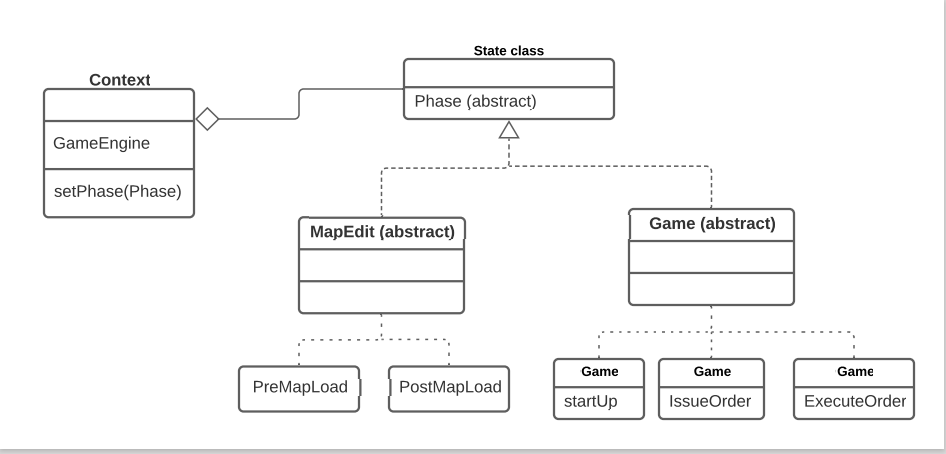 State class
Phase (abstract)
Context
GameEngine
setPhase(Phase)
MapEdit (abstract)
Game (abstract)
PreMapLoad
PostMapLoad
Game
startUp
Game
IssueOrder
Game
ExecuteOrder